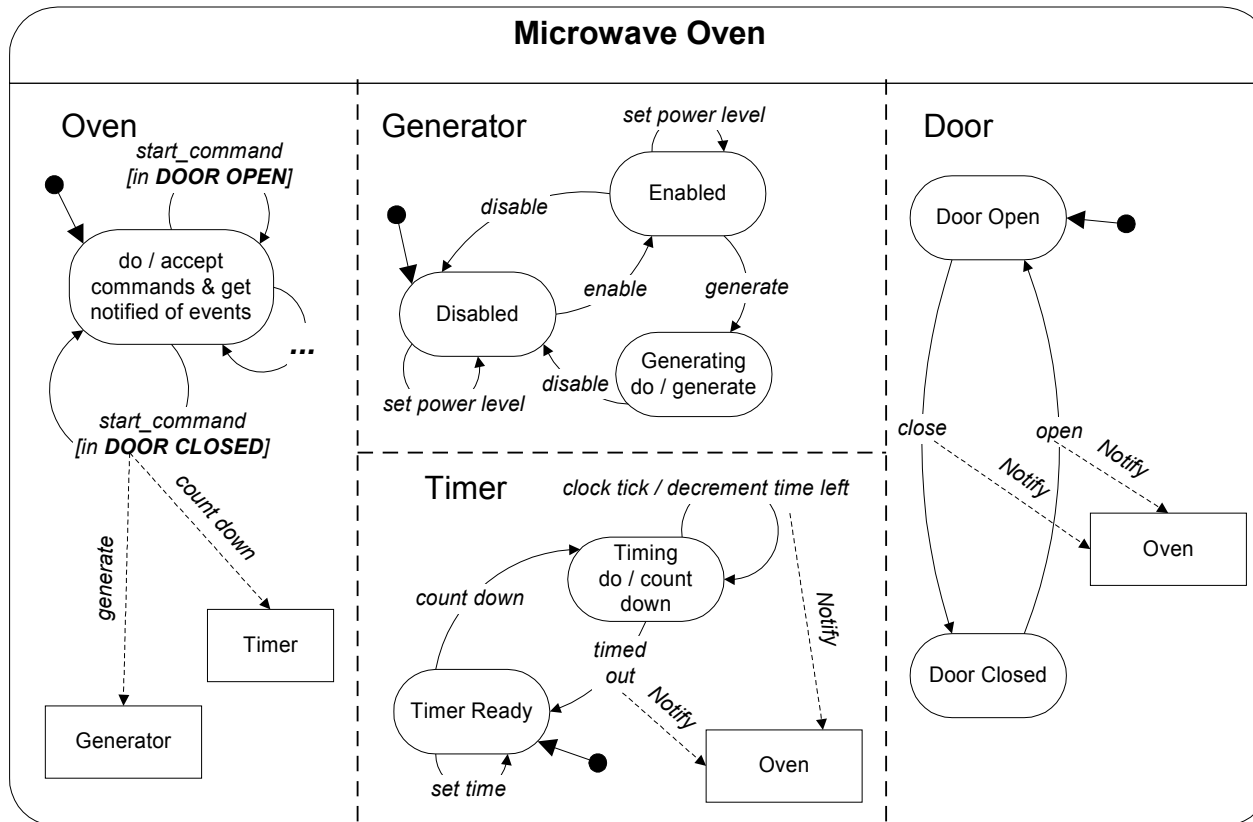 Microwave Oven
Oven
start_command
[in DOOR OPEN]
do / accept
commands & get
notified of events
...
start_command
[in DOOR CLOSED]
count down
generate
Timer
Generator
Generator
set power level
Enabled
disable
enable
generate
Disabled
Generating
do / generate
disable
set power level
Timer
clock tick / decrement time left
Timing
do / count
down
count down
timed
out
Notify
Notify
Timer Ready
set time
Oven
Door
Door Open
close
open
Notify
Notify
Oven
Door Closed